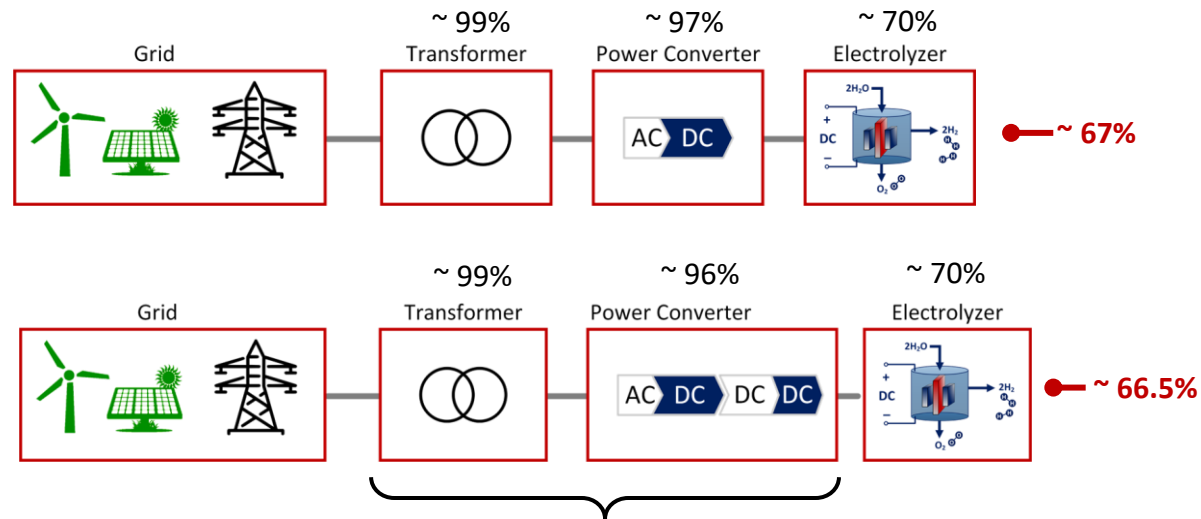 ~ 99% ~ 97% ~ 70%
Grid Transformer Power Converter Electrolyzer
2H₂O
+
DC
−
AC DC
2H₂
H H
H H
O₂ O O
~ 67%
~ 99% ~ 96% ~ 70%
Grid Transformer Power Converter Electrolyzer
2H₂O
+
DC
−
AC DC DC DC
2H₂
H H
H H
O₂ O O
~ 66.5%